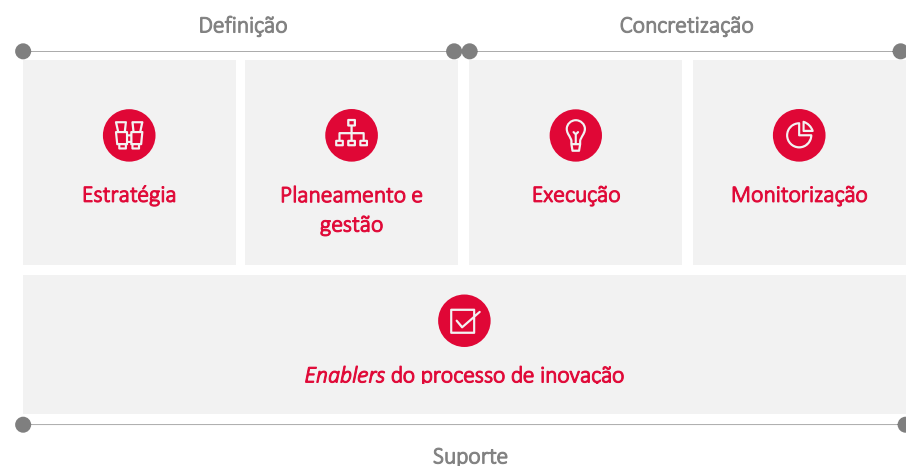 Definição
Concretização
Estratégia
Planeamento e
gestão
Execução
Monitorização
Enablers do processo de inovação
Suporte